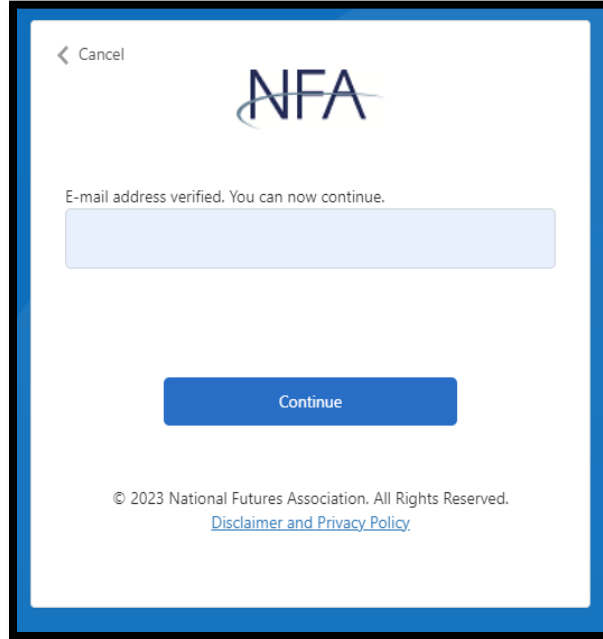 Cancel
NFA
E-mail address verified. You can now continue.
Continue
© 2023 National Futures Association. All Rights Reserved.
Disclaimer and Privacy Policy